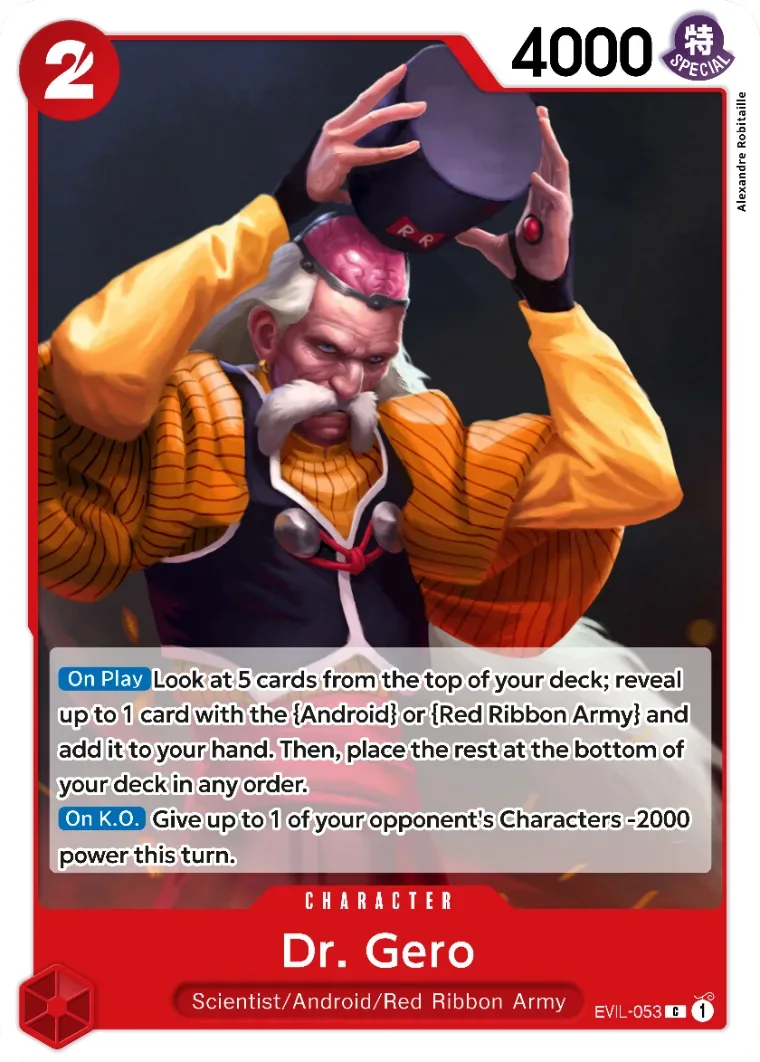 2
4000
特
SPECIAL
Alexandre Robitaille
R R
On Play Look at 5 cards from the top of your deck; reveal
up to 1 card with the {Android} or {Red Ribbon Army} and
add it to your hand. Then, place the rest at the bottom of
your deck in any order.
On K.O. Give up to 1 of your opponent's Characters -2000
power this turn.
CHARACTER
Dr. Gero
Scientist/Android/Red Ribbon Army
EVIL-053 C 1